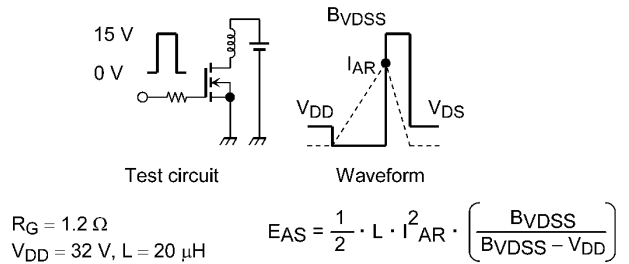 15 V
0 V
BVDSS
IAR
VDD
VDS
Test circuit
Waveform
RG = 1.2 Ω
VDD = 32 V, L = 20 μH
EAS = 1/2 · L · I²AR · (BVDSS / (BVDSS − VDD))